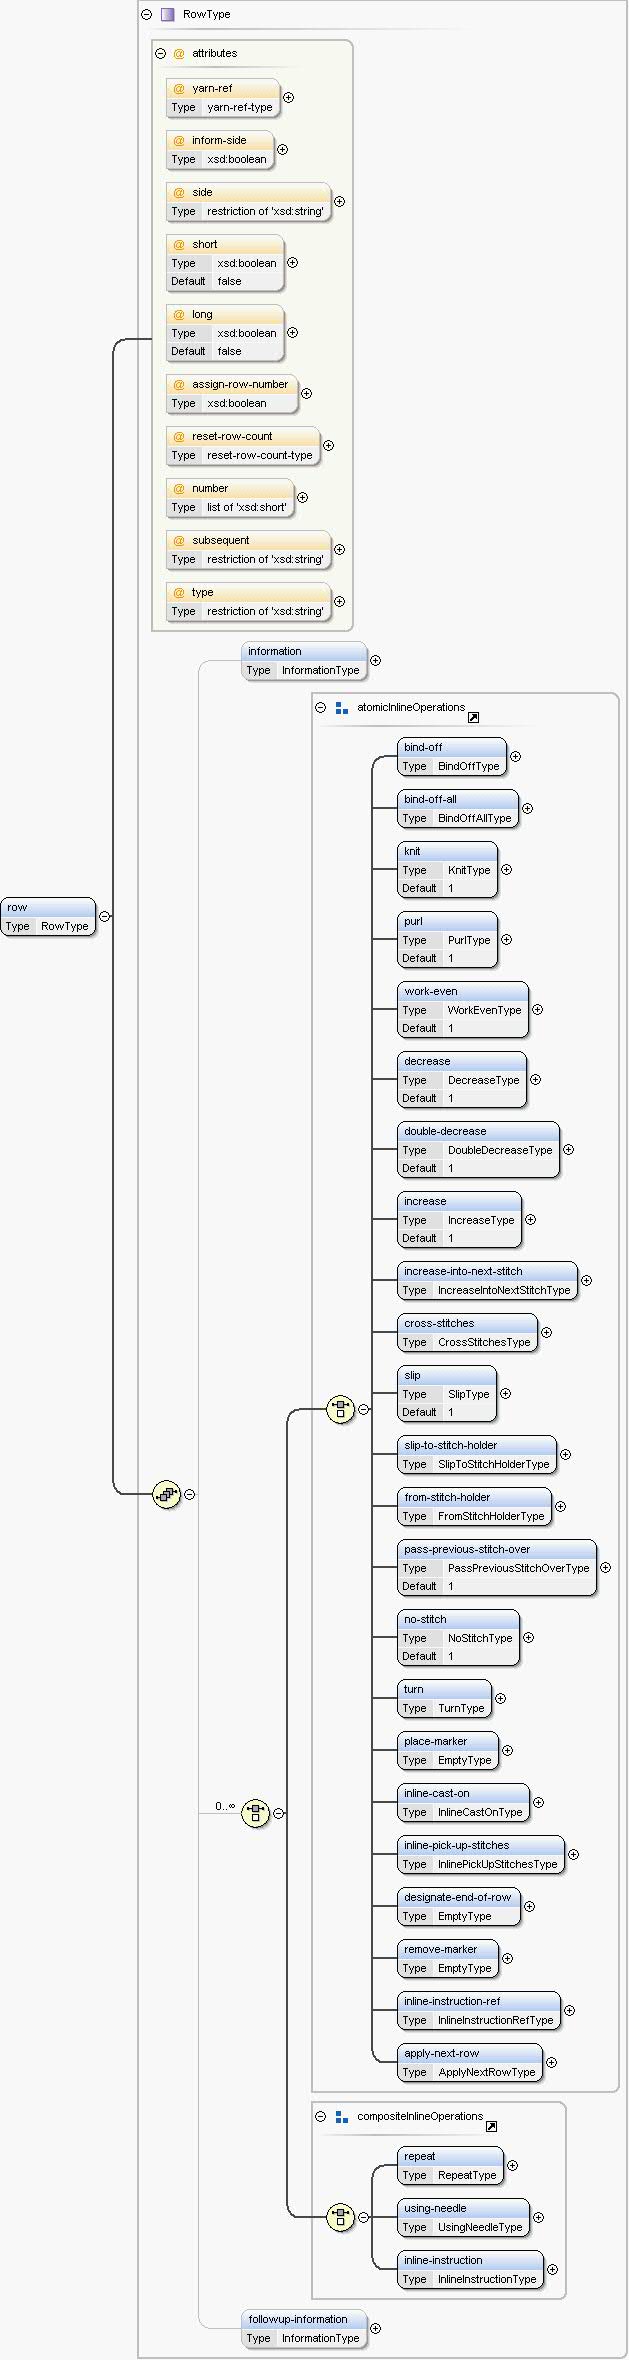 RowType
@ attributes
@ yarn-ref
Type yarn-ref-type
@ inform-side
Type xsd:boolean
@ side
Type restriction of 'xsd:string'
@ short
Type xsd:boolean
Default false
@ long
Type xsd:boolean
Default false
@ assign-row-number
Type xsd:boolean
@ reset-row-count
Type reset-row-count-type
@ number
Type list of 'xsd:short'
@ subsequent
Type restriction of 'xsd:string'
@ type
Type restriction of 'xsd:string'
information
Type InformationType
atomicInlineOperations
bind-off
Type BindOffType
bind-off-all
Type BindOffAllType
knit
Type KnitType
Default 1
row
Type RowType
purl
Type PurlType
Default 1
work-even
Type WorkEvenType
Default 1
decrease
Type DecreaseType
Default 1
double-decrease
Type DoubleDecreaseType
Default 1
increase
Type IncreaseType
Default 1
increase-into-next-stitch
Type IncreaseIntoNextStitchType
cross-stitches
Type CrossStitchesType
slip
Type SlipType
Default 1
slip-to-stitch-holder
Type SlipToStitchHolderType
from-stitch-holder
Type FromStitchHolderType
pass-previous-stitch-over
Type PassPreviousStitchOverType
Default 1
no-stitch
Type NoStitchType
Default 1
turn
Type TurnType
place-marker
Type EmptyType
inline-cast-on
0..∞
Type InlineCastOnType
inline-pick-up-stitches
Type InlinePickUpStitchesType
designate-end-of-row
Type EmptyType
remove-marker
Type EmptyType
inline-instruction-ref
Type InlineInstructionRefType
apply-next-row
Type ApplyNextRowType
compositeInlineOperations
repeat
Type RepeatType
using-needle
Type UsingNeedleType
inline-instruction
Type InlineInstructionType
followup-information
Type InformationType